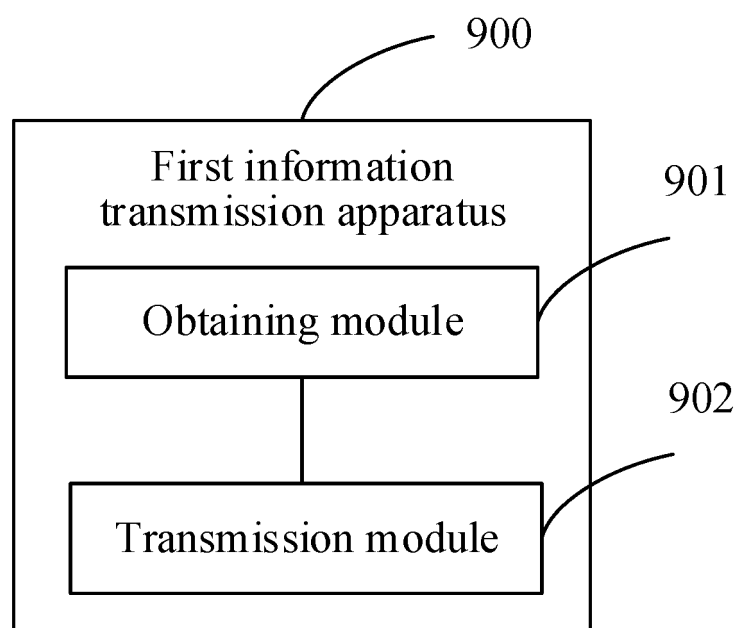 900
First information
transmission apparatus
901
Obtaining module
902
Transmission module